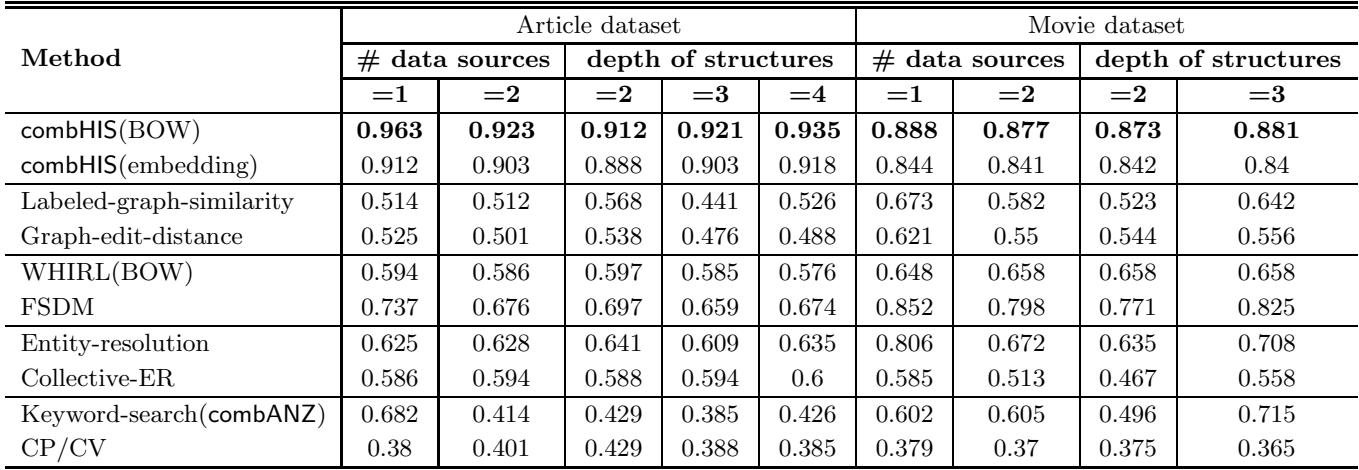 Article dataset Movie dataset
Method # data sources depth of structures # data sources depth of structures
=1 =2 =2 =3 =4 =1 =2 =2 =3
combHIS(BOW) 0.963 0.923 0.912 0.921 0.935 0.888 0.877 0.873 0.881
combHIS(embedding) 0.912 0.903 0.888 0.903 0.918 0.844 0.841 0.842 0.84
Labeled-graph-similarity 0.514 0.512 0.568 0.441 0.526 0.673 0.582 0.523 0.642
Graph-edit-distance 0.525 0.501 0.538 0.476 0.488 0.621 0.55 0.544 0.556
WHIRL(BOW) 0.594 0.586 0.597 0.585 0.576 0.648 0.658 0.658 0.658
FSDM 0.737 0.676 0.697 0.659 0.674 0.852 0.798 0.771 0.825
Entity-resolution 0.625 0.628 0.641 0.609 0.635 0.806 0.672 0.635 0.708
Collective-ER 0.586 0.594 0.588 0.594 0.6 0.585 0.513 0.467 0.558
Keyword-search(combANZ) 0.682 0.414 0.429 0.385 0.426 0.602 0.605 0.496 0.715
CP/CV 0.38 0.401 0.429 0.388 0.385 0.379 0.37 0.375 0.365